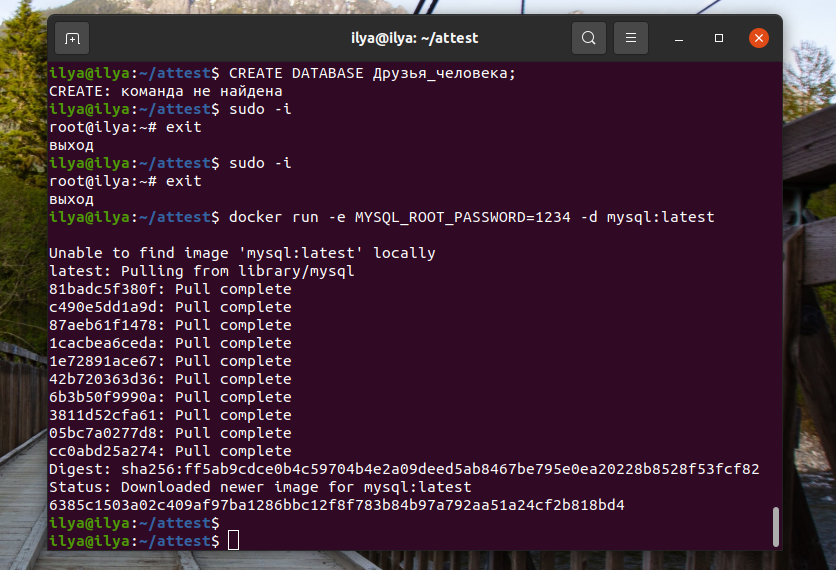 ilya@ilya: ~/attest
ilya@ilya:~/attest$ CREATE DATABASE Друзья_человека;
CREATE: команда не найдена
ilya@ilya:~/attest$ sudo -i
root@ilya:~# exit
выход
ilya@ilya:~/attest$ sudo -i
root@ilya:~# exit
выход
ilya@ilya:~/attest$ docker run -e MYSQL_ROOT_PASSWORD=1234 -d mysql:latest
Unable to find image 'mysql:latest' locally
latest: Pulling from library/mysql
81badc5f380f: Pull complete
c490e5dd1a9d: Pull complete
87aeb61f1478: Pull complete
1cacbea6ceda: Pull complete
1e72891ace67: Pull complete
42b720363d36: Pull complete
6b3b50f9990a: Pull complete
3811d52cfa61: Pull complete
05bc7a0277d8: Pull complete
cc0abd25a274: Pull complete
Digest: sha256:ff5ab9cdce0b4c59704b4e2a09deed5ab8467be795e0ea20228b8528f53fcf82
Status: Downloaded newer image for mysql:latest
6385c1503a02c409af97ba1286bbc12f8f783b84b97a792aa51a24cf2b818bd4
ilya@ilya:~/attest$
ilya@ilya:~/attest$